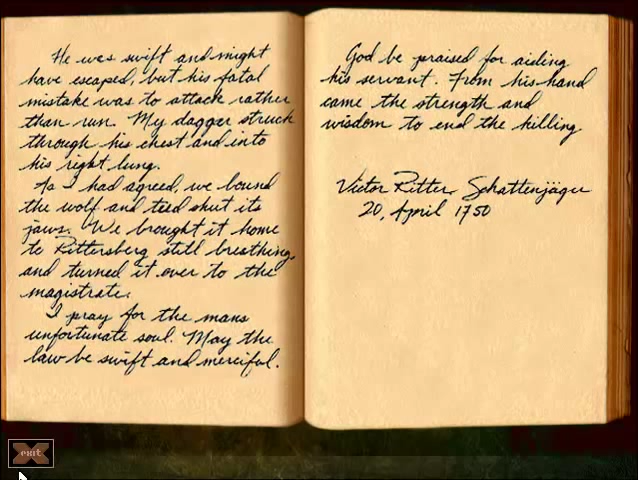 He was swift and might
have escaped, but his fatal
mistake was to attack rather
than run. My dagger struck
through his chest and into
his right lung.
As I had agreed, we bound
the wolf and tied shut its
jaws. We brought it home
to Rittersberg still breathing,
and turned it over to the
magistrate.
I pray for the mans
unfortunate soul. May the
law be swift and merciful.
God be praised for aiding
his servant. From his hand
came the strength and
wisdom to end the killing
Victor Ritter, Schattenjäger
20, April 1750
EXIT